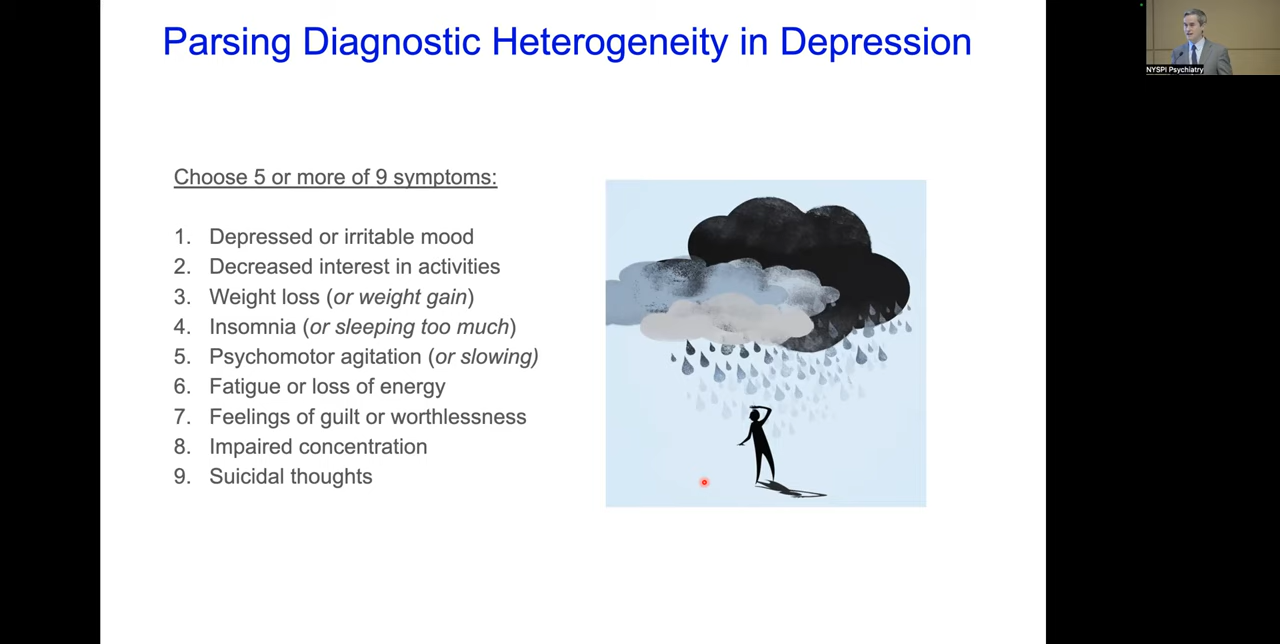 Parsing Diagnostic Heterogeneity in Depression
NYSPI Psychiatry
Choose 5 or more of 9 symptoms:
1. Depressed or irritable mood
2. Decreased interest in activities
3. Weight loss (or weight gain)
4. Insomnia (or sleeping too much)
5. Psychomotor agitation (or slowing)
6. Fatigue or loss of energy
7. Feelings of guilt or worthlessness
8. Impaired concentration
9. Suicidal thoughts